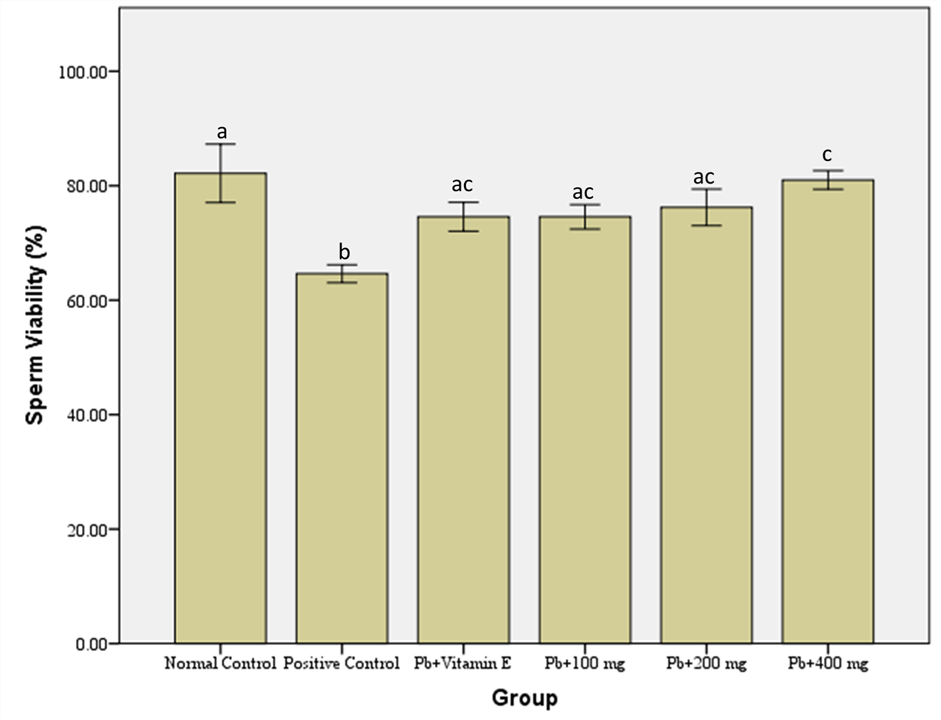 a
c
ac
ac
ac
b
100.00
80.00
60.00
40.00
20.00
0.00
Sperm Viability (%)
Normal Control Positive Control Pb+Vitamin E Pb+100 mg Pb+200 mg Pb+400 mg
Group